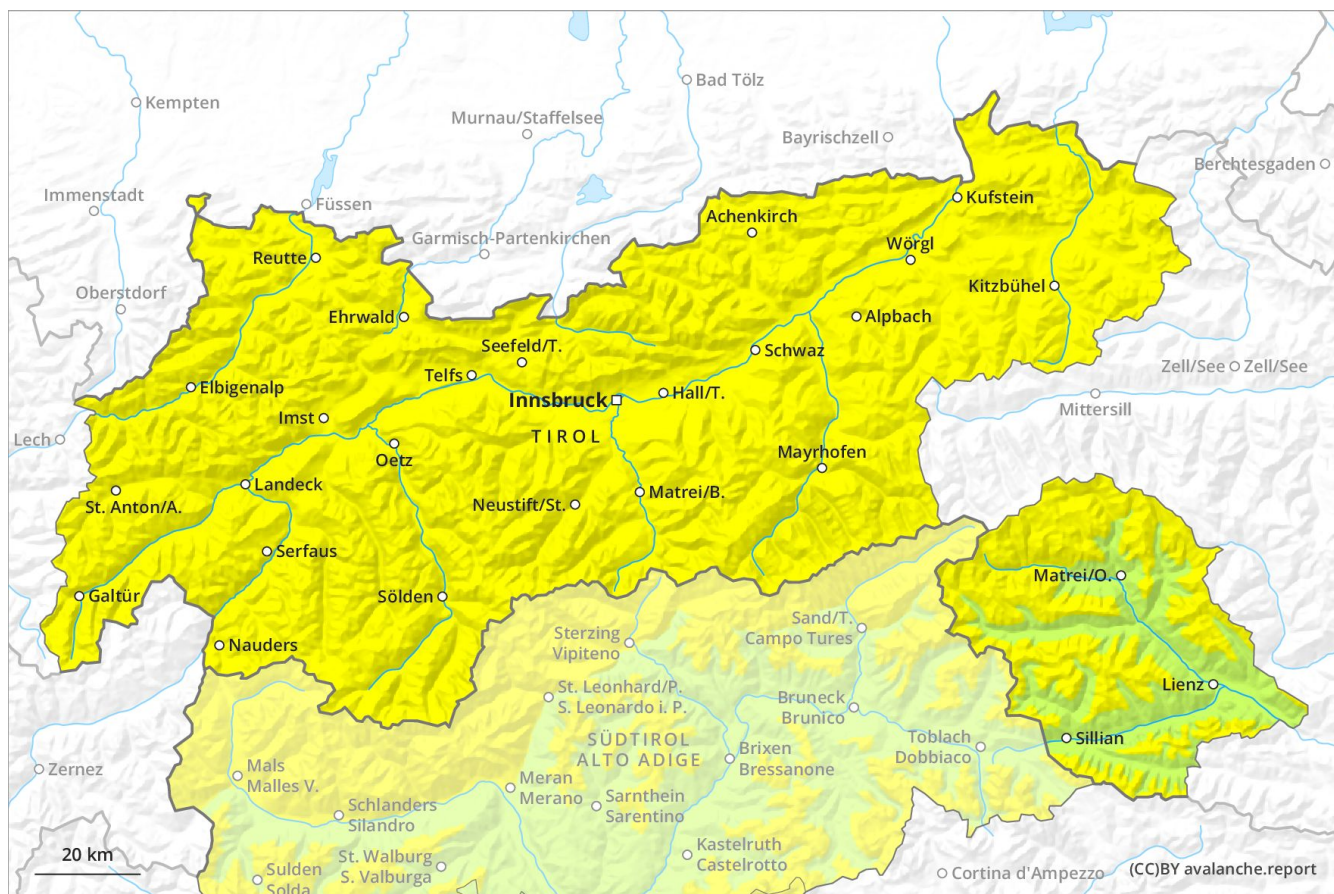 Bad Tölz
Kempten
Murnau/Staffelsee
Bayrischzell
Berchtesgaden
Immenstadt
Füssen
Kufstein
Achenkirch
Garmisch-Partenkirchen
Wörgl
Reutte
Kitzbühel
Oberstdorf
Ehrwald
Alpbach
Seefeld/T.
Schwaz
Zell/See
Zell/See
Telfs
Elbigenalp
Innsbruck
Hall/T.
Mittersill
Imst
TIROL
Lech
Oetz
Mayrhofen
Landeck
St. Anton/A.
Neustift/St.
Matrei/B.
Serfaus
Matrei/O.
Galtür
Sölden
Sand/T.
Campo Tures
Sterzing
Vipiteno
Nauders
St. Leonhard/P.
S. Leonardo i. P.
Bruneck
Brunico
Lienz
SÜDTIROL
ALTO ADIGE
Toblach
Dobbiaco
Sillian
Brixen
Bressanone
Zernez
Mals
Malles V.
Meran
Merano
Sarnthein
Sarentino
Schlanders
Silandro
Kastelruth
Castelrotto
20 km
St. Walburg
S. Valburga
Sulden
Solda
Cortina d'Ampezzo
(CC)BY avalanche.report